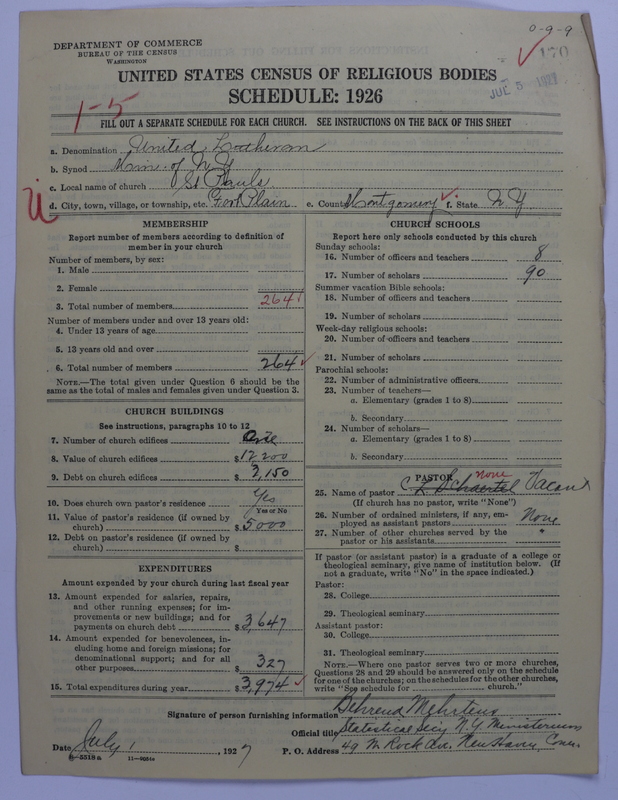 0-9-9
170
DEPARTMENT OF COMMERCE
BUREAU OF THE CENSUS
WASHINGTON
UNITED STATES CENSUS OF RELIGIOUS BODIES
SCHEDULE: 1926
JUL 5 1927
1-5
FILL OUT A SEPARATE SCHEDULE FOR EACH CHURCH. SEE INSTRUCTIONS ON THE BACK OF THIS SHEET
a. Denomination United Lutheran
b. Synod Min. of N Y
c. Local name of church St Pauls
d. City, town, village, or township, etc. Fort Plain e. County Montgomery f. State N Y
MEMBERSHIP
Report number of members according to definition of
member in your church
Number of members, by sex:
1. Male
2. Female
3. Total number of members 264
Number of members under and over 13 years old:
4. Under 13 years of age
5. 13 years old and over
6. Total number of members 264
NOTE.—The total given under Question 6 should be
the same as the total of males and females given under Question 3.
CHURCH BUILDINGS
See instructions, paragraphs 10 to 12
7. Number of church edifices One
8. Value of church edifices $12200
9. Debt on church edifices $3,150
10. Does church own pastor's residence Yes
Yes or No
11. Value of pastor's residence (if owned by
church) $5000
12. Debt on pastor's residence (if owned by
church) $
EXPENDITURES
Amount expended by your church during last fiscal year
13. Amount expended for salaries, repairs,
and other running expenses; for im-
provements or new buildings; and for
payments on church debt $3,647
14. Amount expended for benevolences, in-
cluding home and foreign missions; for
denominational support; and for all
other purposes 327
15. Total expenditures during year $3,974
CHURCH SCHOOLS
Report here only schools conducted by this church
Sunday schools:
16. Number of officers and teachers 8
17. Number of scholars 90
Summer vacation Bible schools:
18. Number of officers and teachers
19. Number of scholars
Week-day religious schools:
20. Number of officers and teachers
21. Number of scholars
Parochial schools:
22. Number of administrative officers
23. Number of teachers—
a. Elementary (grades 1 to 8)
b. Secondary
24. Number of scholars—
a. Elementary (grades 1 to 8)
b. Secondary
PASTOR
none
25. Name of pastor Vacant
(If church has no pastor, write "None")
26. Number of ordained ministers, if any, em-
ployed as assistant pastors None
27. Number of other churches served by the
pastor or his assistants
If pastor (or assistant pastor) is a graduate of a college or
theological seminary, give name of institution below. (If
not a graduate, write "No" in the space indicated.)
Pastor:
28. College
29. Theological seminary
Assistant pastor:
30. College
31. Theological seminary
NOTE.—Where one pastor serves two or more churches,
Questions 28 and 29 should be answered only on the schedule
for one of the churches; on the schedules for the other churches,
write "See schedule for church."
Signature of person furnishing information Behrend Mehrtens
Official title Statistical Secy N.Y. Ministerium
Date July 1, 1927 P. O. Address 49 M Rock Av. New Haven, Conn.
8-5518a 11-9051a